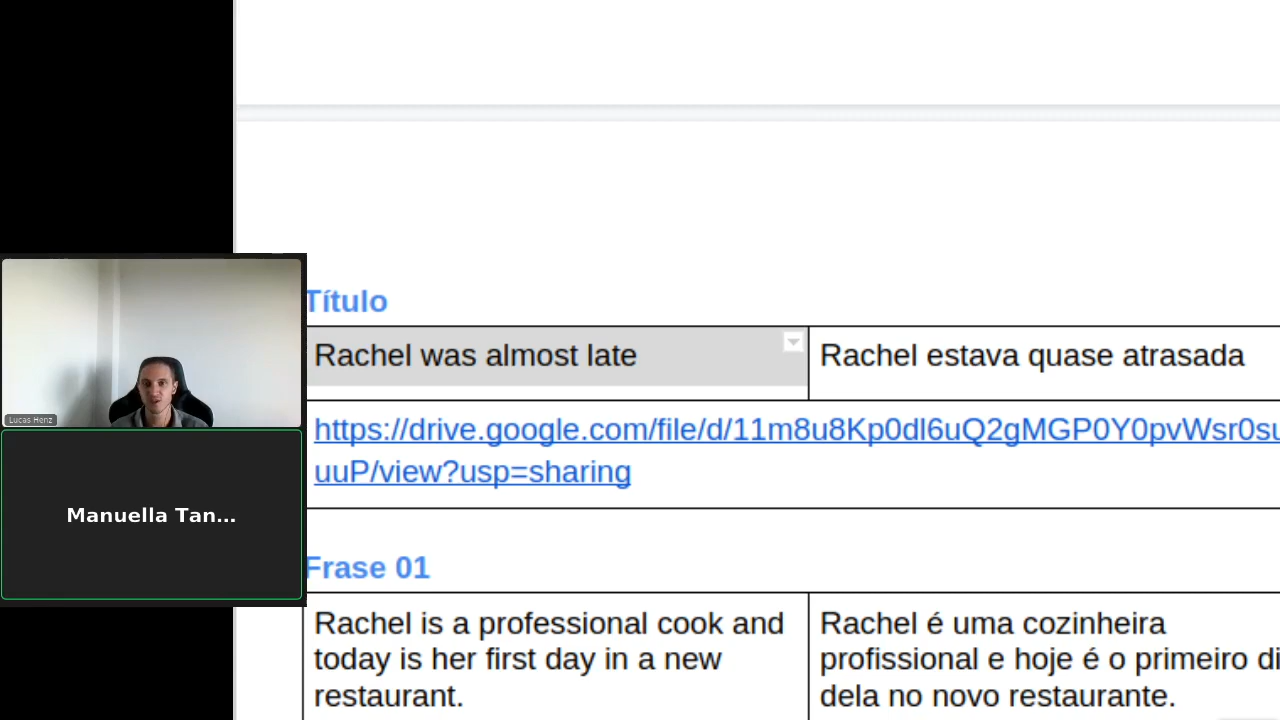 Título
Rachel was almost late
Rachel estava quase atrasada
https://drive.google.com/file/d/11m8u8Kp0dl6uQ2gMGP0Y0pvWsr0su
uuP/view?usp=sharing
Lucas Henz
Manuella Tan...
Frase 01
Rachel is a professional cook and
today is her first day in a new
restaurant.
Rachel é uma cozinheira
profissional e hoje é o primeiro di
dela no novo restaurante.